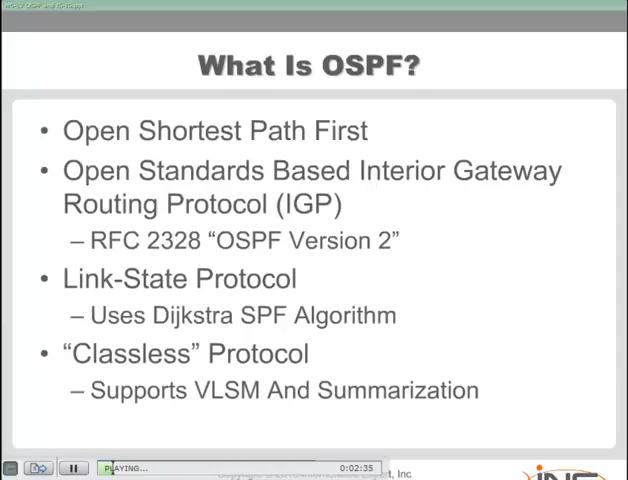 What Is OSPF?
• Open Shortest Path First
• Open Standards Based Interior Gateway
Routing Protocol (IGP)
– RFC 2328 “OSPF Version 2”
• Link-State Protocol
– Uses Dijkstra SPF Algorithm
• “Classless” Protocol
– Supports VLSM And Summarization
PLAYING...
0:02:35